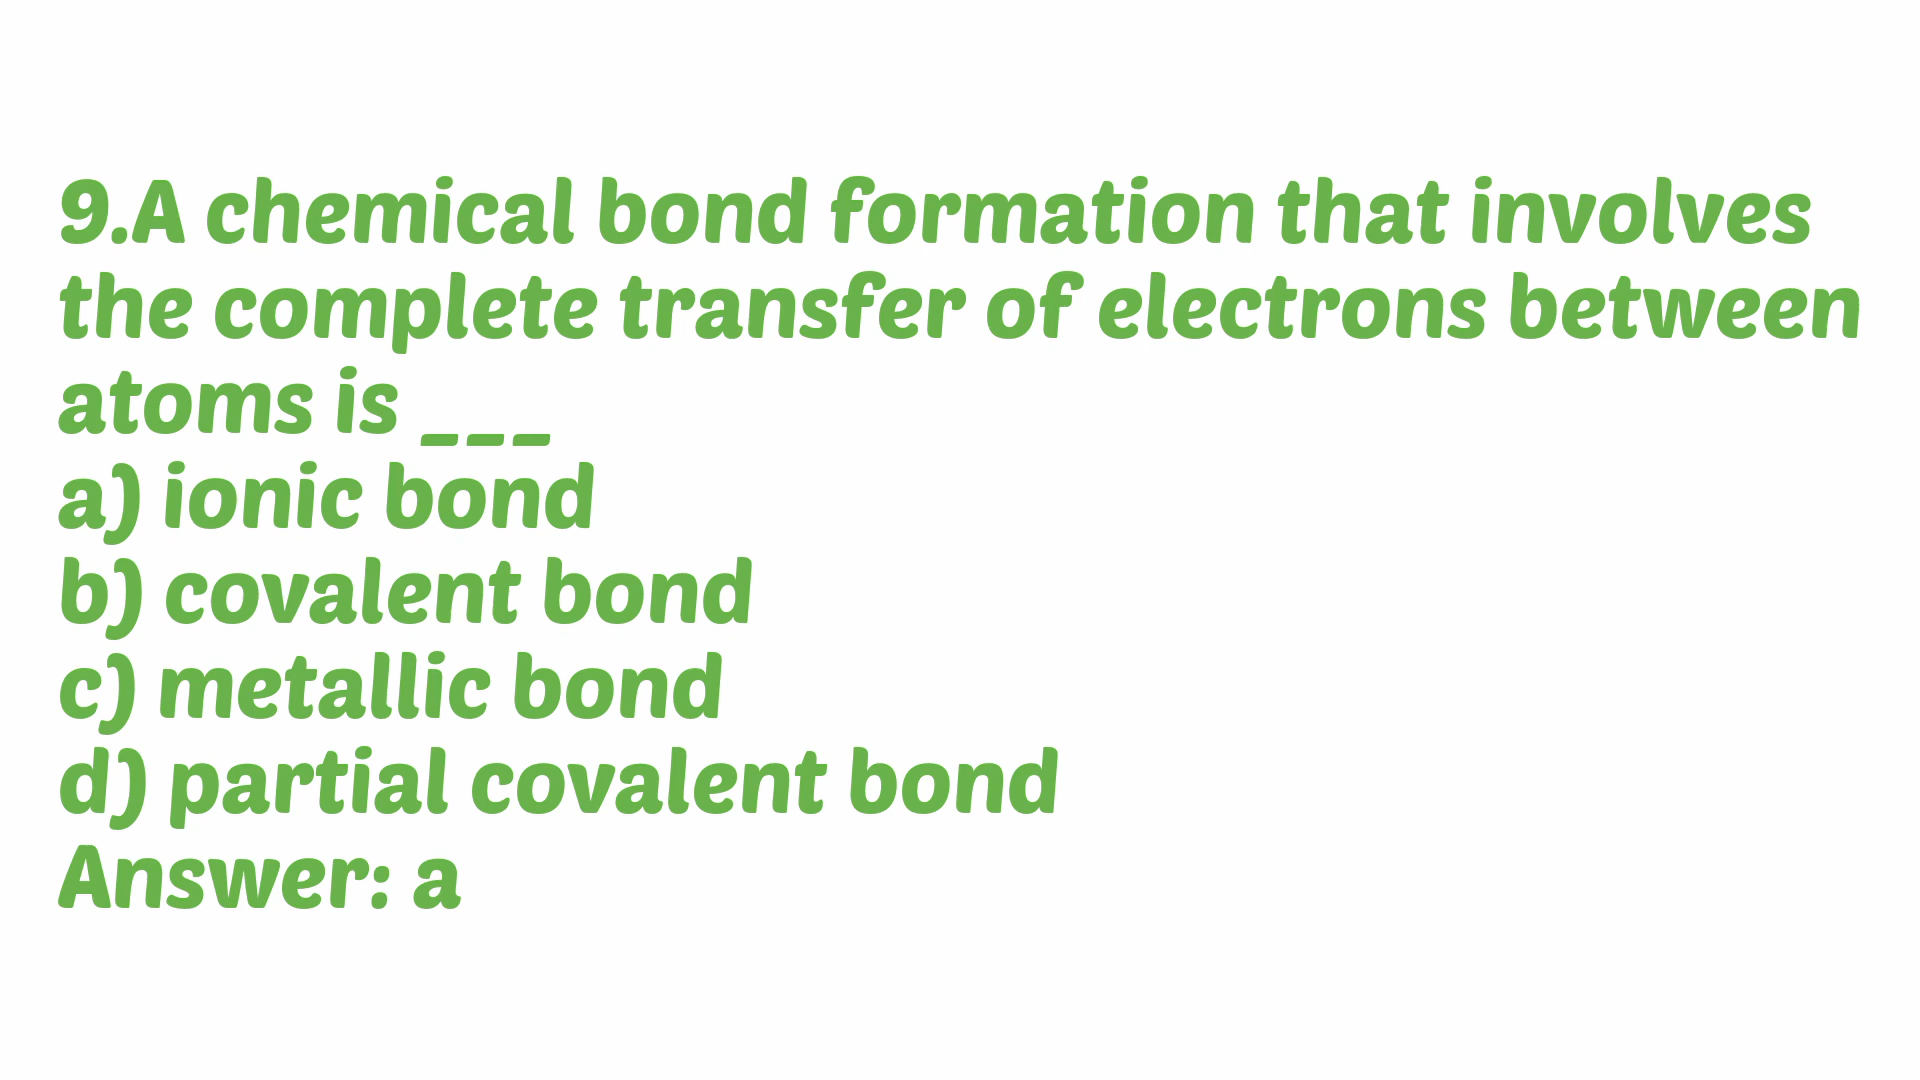 9.A chemical bond formation that involves
the complete transfer of electrons between
atoms is ___
a) ionic bond
b) covalent bond
c) metallic bond
d) partial covalent bond
Answer: a